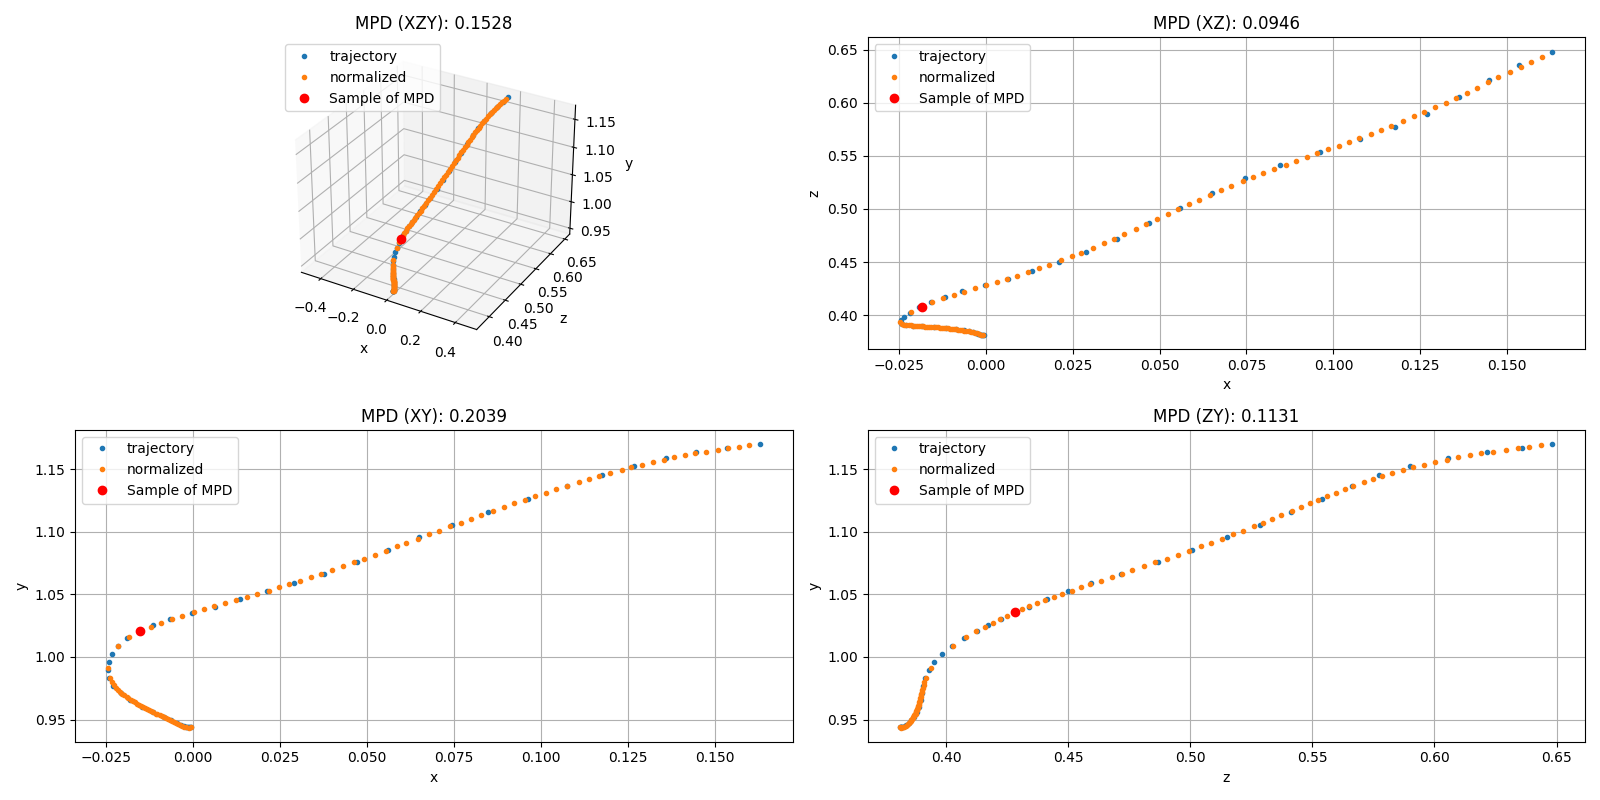 MPD (XZY): 0.1528
trajectory
normalized
Sample of MPD
1.15
1.10
1.05
1.00
0.95
y
0.65
0.60
0.55
0.50
0.45
0.40
z
−0.4
−0.2
0.0
0.2
0.4
x
MPD (XZ): 0.0946
trajectory
normalized
Sample of MPD
0.65
0.60
0.55
0.50
0.45
0.40
z
−0.025 0.000 0.025 0.050 0.075 0.100 0.125 0.150
x
MPD (XY): 0.2039
trajectory
normalized
Sample of MPD
1.15
1.10
1.05
1.00
0.95
y
−0.025 0.000 0.025 0.050 0.075 0.100 0.125 0.150
x
MPD (ZY): 0.1131
trajectory
normalized
Sample of MPD
1.15
1.10
1.05
1.00
0.95
y
0.40 0.45 0.50 0.55 0.60 0.65
z